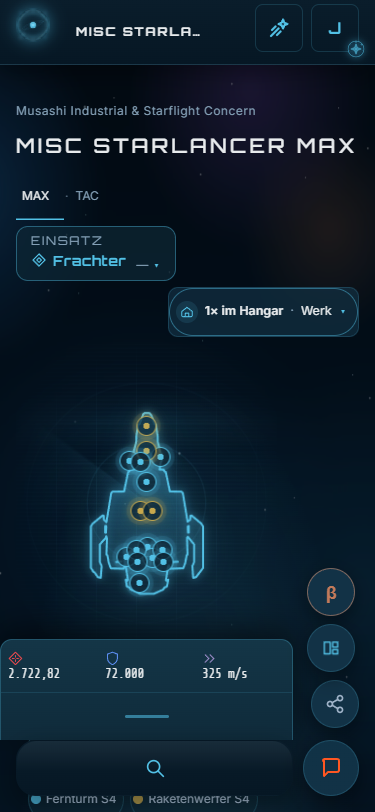 MISC STARLA…
Musashi Industrial & Starflight Concern
MISC STARLANCER MAX
MAX · TAC
EINSATZ
Frachter
1× im Hangar · Werk
β
2.722,82 72.000 325 m/s
Fernturm S4 Raketenwerfer S4